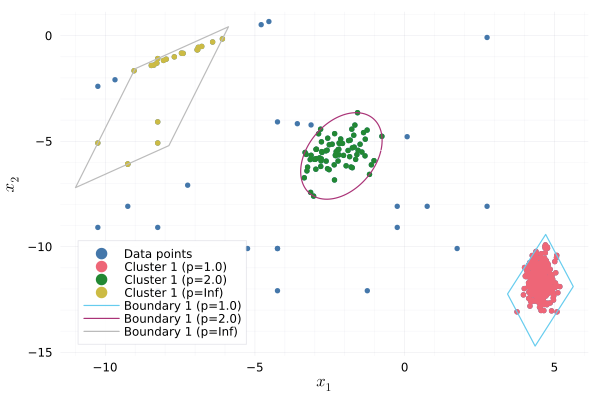 0
−5
−10
−15
x2
Data points
Cluster 1 (p=1.0)
Cluster 1 (p=2.0)
Cluster 1 (p=Inf)
Boundary 1 (p=1.0)
Boundary 1 (p=2.0)
Boundary 1 (p=Inf)
−10 −5 0 5
x1